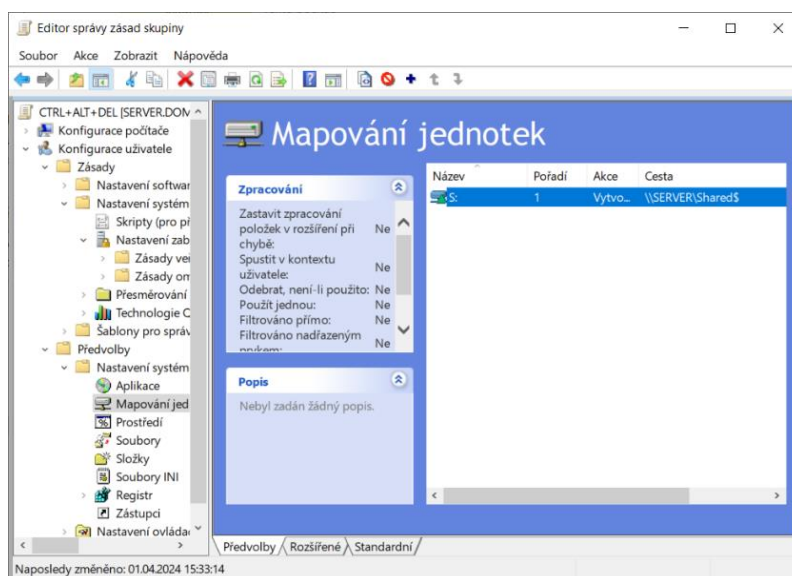 Editor správy zásad skupiny
Soubor Akce Zobrazit Nápověda
CTRL+ALT+DEL [SERVER.DOM
Konfigurace počítače
Konfigurace uživatele
Zásady
Nastavení softwar
Nastavení systém
Skripty (pro př
Nastavení zab
Zásady veř
Zásady om
Přesměrování
Technologie Q
Šablony pro správ
Předvolby
Nastavení systém
Aplikace
Mapování jed
Prostředí
Soubory
Složky
Soubory INI
Registr
Zástupci
Nastavení ovláda
Mapování jednotek
Zpracování
Zastavit zpracování
položek v rozšíření při Ne
chybě:
Spustit v kontextu Ne
uživatele:
Odebrat, není-li použito: Ne
Použít jednou: Ne
Filtrováno přímo: Ne
Filtrováno nadřazeným Ne
prvkem:
Popis
Nebyl zadán žádný popis.
Název Pořadí Akce Cesta
S: 1 Vytvo... \\SERVER\Shared$
Předvolby Rozšířené Standardní
Naposledy změněno: 01.04.2024 15:33:14